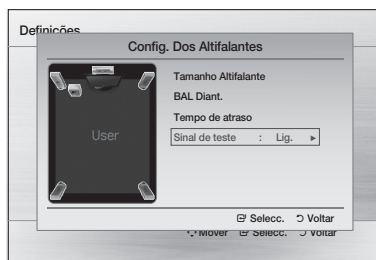 Definições
Config. Dos Altifalantes
Tamanho Altifalante
BAL Diant.
Tempo de atraso
User
Sinal de teste : Lig. ►
Selecc. Voltar
Mover Selecc. Voltar